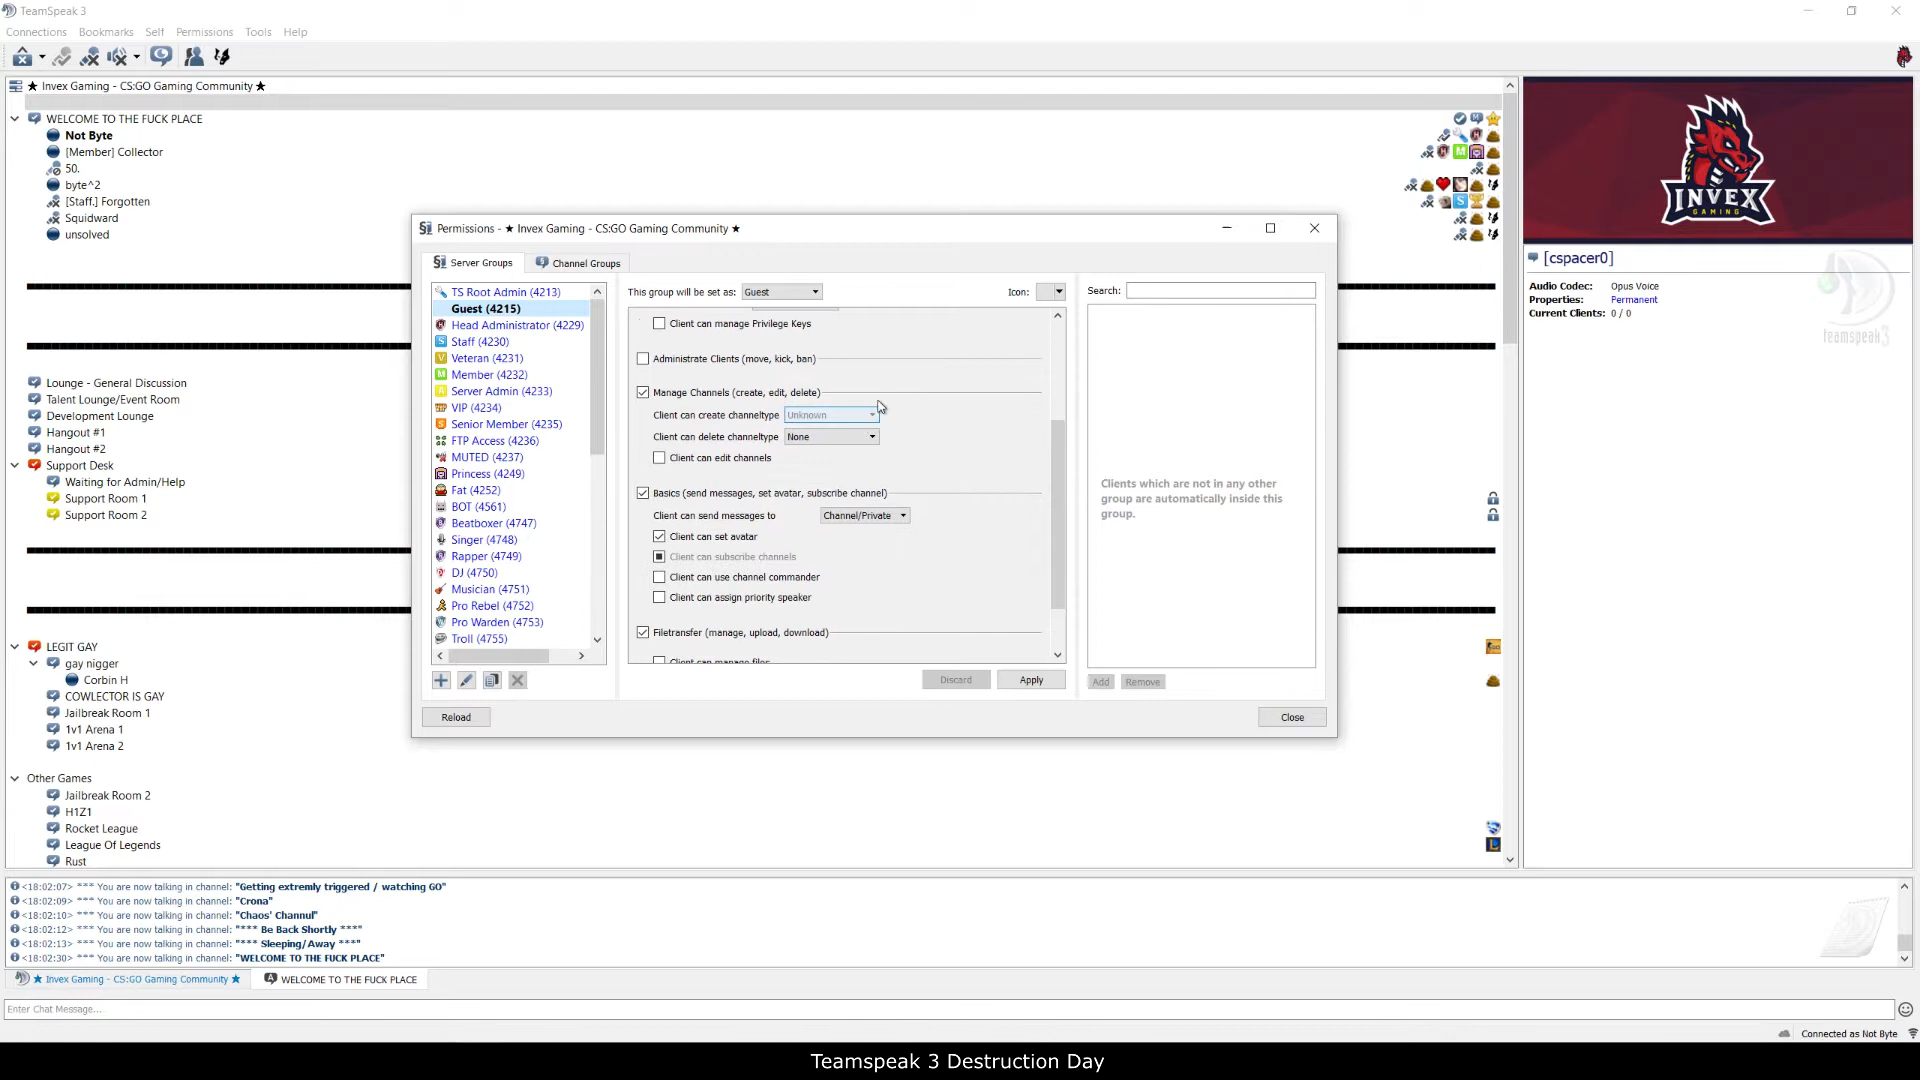 TeamSpeak 3
Connections Bookmarks Self Permissions Tools Help
★ Invex Gaming - CS:GO Gaming Community ★
WELCOME TO THE FUCK PLACE
Not Byte
[Member] Collector
50.
byte^2
[Staff.] Forgotten
Squidward
unsolved
Lounge - General Discussion
Talent Lounge/Event Room
Development Lounge
Hangout #1
Hangout #2
Support Desk
Waiting for Admin/Help
Support Room 1
Support Room 2
LEGIT GAY
gay nigger
Corbin H
COWLECTOR IS GAY
Jailbreak Room 1
1v1 Arena 1
1v1 Arena 2
Other Games
Jailbreak Room 2
H1Z1
Rocket League
League Of Legends
Rust
Permissions - ★ Invex Gaming - CS:GO Gaming Community ★
Server Groups Channel Groups
TS Root Admin (4213)
Guest (4215)
Head Administrator (4229)
Staff (4230)
Veteran (4231)
Member (4232)
Server Admin (4233)
VIP (4234)
Senior Member (4235)
FTP Access (4236)
MUTED (4237)
Princess (4249)
Fat (4252)
BOT (4561)
Beatboxer (4747)
Singer (4748)
Rapper (4749)
DJ (4750)
Musician (4751)
Pro Rebel (4752)
Pro Warden (4753)
Troll (4755)
This group will be set as: Guest Icon:
Client can manage Privilege Keys
Administrate Clients (move, kick, ban)
Manage Channels (create, edit, delete)
Client can create channeltype Unknown
Client can delete channeltype None
Client can edit channels
Basics (send messages, set avatar, subscribe channel)
Client can send messages to Channel/Private
Client can set avatar
Client can subscribe channels
Client can use channel commander
Client can assign priority speaker
Filetransfer (manage, upload, download)
Client can manage files
Discard Apply
Search:
Clients which are not in any other
group are automatically inside this
group.
Add Remove
Reload Close
INVEX
GAMING
[cspacer0]
Audio Codec: Opus Voice
Properties: Permanent
Current Clients: 0 / 0
teamspeak3
<18:02:07> *** You are now talking in channel: "Getting extremly triggered / watching GO"
<18:02:09> *** You are now talking in channel: "Crona"
<18:02:10> *** You are now talking in channel: "Chaos' Channul"
<18:02:12> *** You are now talking in channel: "*** Be Back Shortly ***"
<18:02:13> *** You are now talking in channel: "*** Sleeping/Away ***"
<18:02:30> *** You are now talking in channel: "WELCOME TO THE FUCK PLACE"
★ Invex Gaming - CS:GO Gaming Community ★ WELCOME TO THE FUCK PLACE
Enter Chat Message...
Connected as Not Byte
Teamspeak 3 Destruction Day